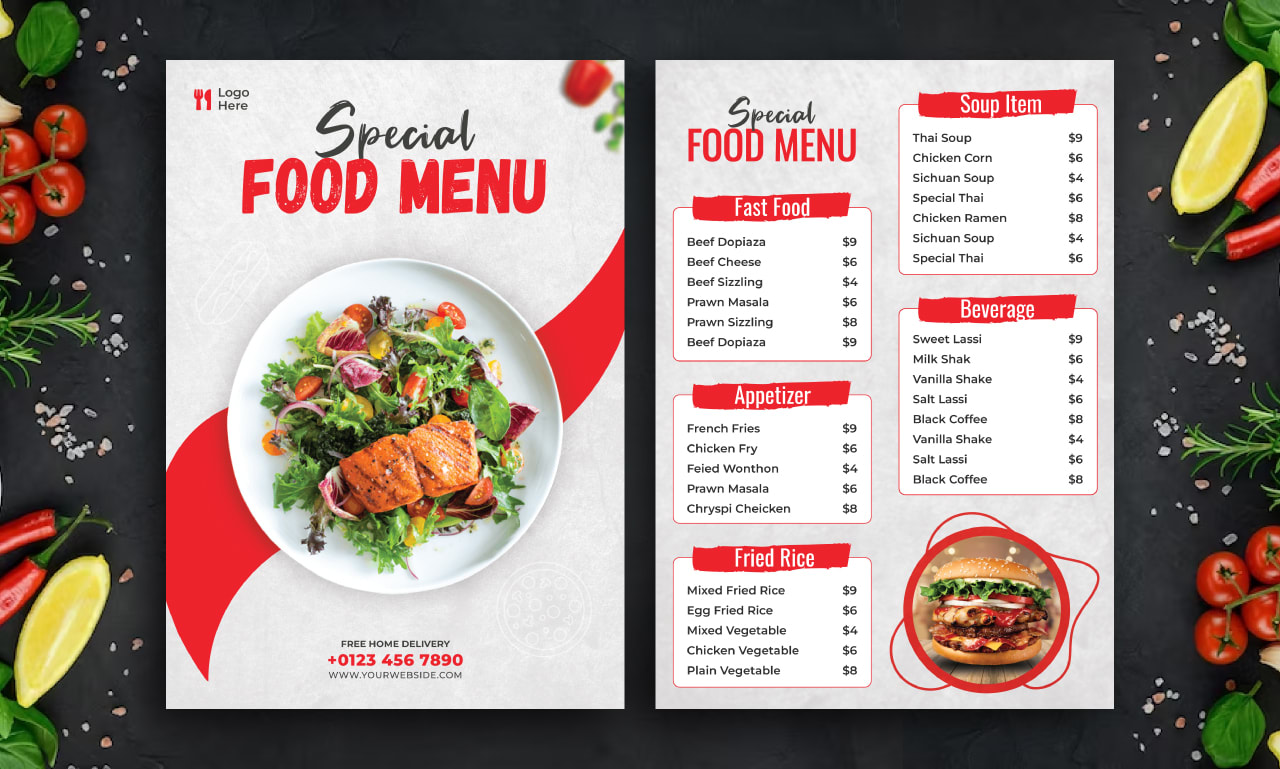 Logo
Here
Special
FOOD MENU
FREE HOME DELIVERY
+0123 456 7890
WWW.YOURWEBSIDE.COM
Special
FOOD MENU
Fast Food
Beef Dopiaza $9
Beef Cheese $6
Beef Sizzling $4
Prawn Masala $6
Prawn Sizzling $8
Beef Dopiaza $9
Appetizer
French Fries $9
Chicken Fry $6
Feied Wonthon $4
Prawn Masala $6
Chryspi Cheicken $8
Fried Rice
Mixed Fried Rice $9
Egg Fried Rice $6
Mixed Vegetable $4
Chicken Vegetable $6
Plain Vegetable $8
Soup Item
Thai Soup $9
Chicken Corn $6
Sichuan Soup $4
Special Thai $6
Chicken Ramen $8
Sichuan Soup $4
Special Thai $6
Beverage
Sweet Lassi $9
Milk Shak $6
Vanilla Shake $4
Salt Lassi $6
Black Coffee $8
Vanilla Shake $4
Salt Lassi $6
Black Coffee $8